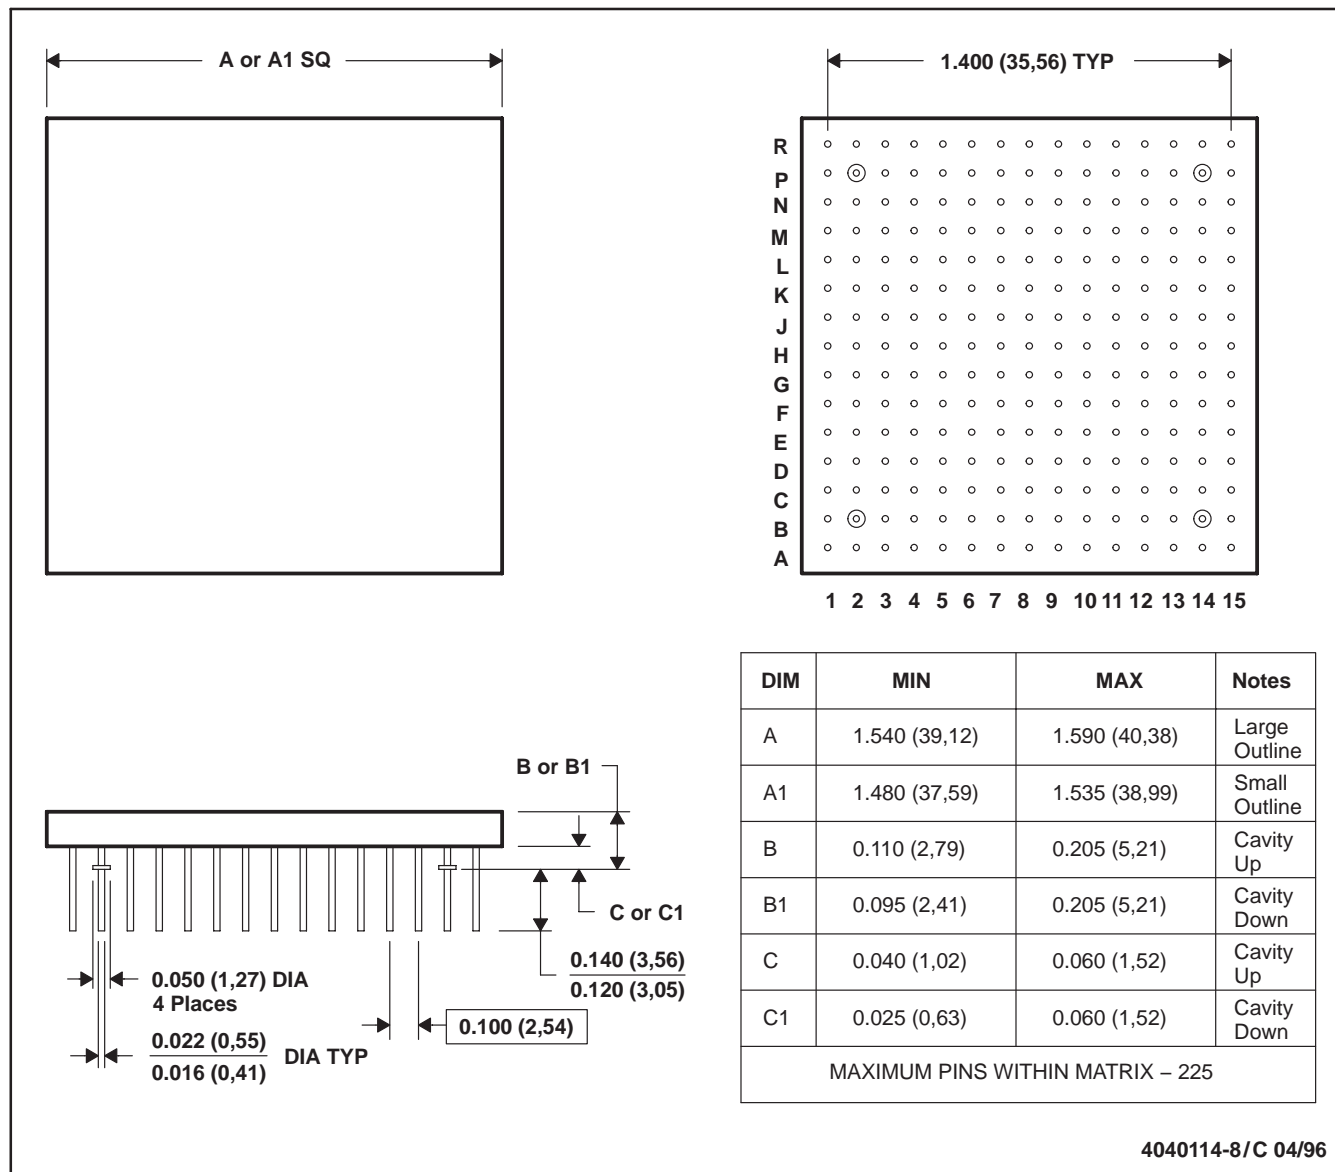 A or A1 SQ
1.400 (35,56) TYP
R
P
N
M
L
K
J
H
G
F
E
D
C
B
A
1 2 3 4 5 6 7 8 9 10 11 12 13 14 15
B or B1
C or C1
0.140 (3,56)
0.120 (3,05)
0.050 (1,27) DIA
4 Places
0.100 (2,54)
0.022 (0,55)
0.016 (0,41)
DIA TYP
DIM MIN MAX Notes
A 1.540 (39,12) 1.590 (40,38) Large Outline
A1 1.480 (37,59) 1.535 (38,99) Small Outline
B 0.110 (2,79) 0.205 (5,21) Cavity Up
B1 0.095 (2,41) 0.205 (5,21) Cavity Down
C 0.040 (1,02) 0.060 (1,52) Cavity Up
C1 0.025 (0,63) 0.060 (1,52) Cavity Down
MAXIMUM PINS WITHIN MATRIX – 225
4040114-8/C 04/96